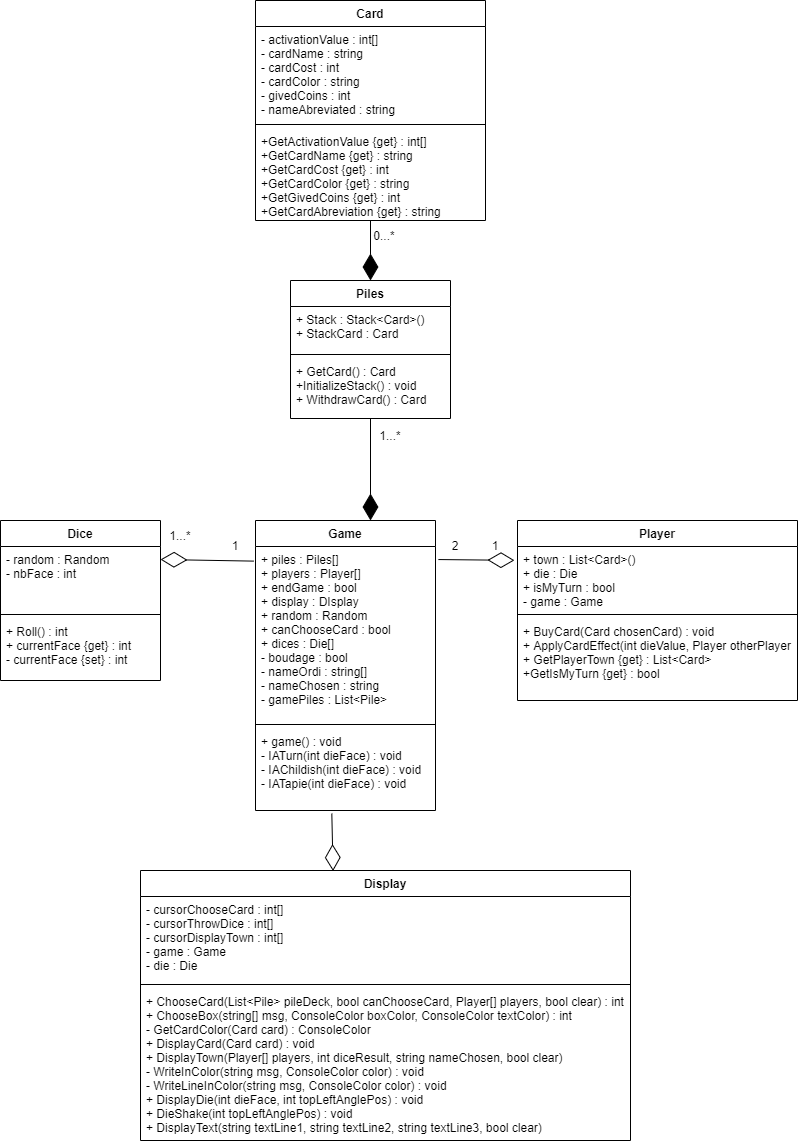 Card
- activationValue : int[]
- cardName : string
- cardCost : int
- cardColor : string
- givedCoins : int
- nameAbreviated : string
+GetActivationValue {get} : int[]
+GetCardName {get} : string
+GetCardCost {get} : int
+GetCardColor {get} : string
+GetGivedCoins {get} : int
+GetCardAbreviation {get} : string
0...*
Piles
+ Stack : Stack<Card>()
+ StackCard : Card
+ GetCard() : Card
+InitializeStack() : void
+ WithdrawCard() : Card
1...*
Dice
- random : Random
- nbFace : int
+ Roll() : int
+ currentFace {get} : int
- currentFace {set} : int
1...*
1
Game
+ piles : Piles[]
+ players : Player[]
+ endGame : bool
+ display : DIsplay
+ random : Random
+ canChooseCard : bool
+ dices : Die[]
- boudage : bool
- nameOrdi : string[]
- nameChosen : string
- gamePiles : List<Pile>
+ game() : void
- IATurn(int dieFace) : void
- IAChildish(int dieFace) : void
- IATapie(int dieFace) : void
2
1
Player
+ town : List<Card>()
+ die : Die
+ isMyTurn : bool
- game : Game
+ BuyCard(Card chosenCard) : void
+ ApplyCardEffect(int dieValue, Player otherPlayer
+ GetPlayerTown {get} : List<Card>
+GetIsMyTurn {get} : bool
Display
- cursorChooseCard : int[]
- cursorThrowDice : int[]
- cursorDisplayTown : int[]
- game : Game
- die : Die
+ ChooseCard(List<Pile> pileDeck, bool canChooseCard, Player[] players, bool clear) : int
+ ChooseBox(string[] msg, ConsoleColor boxColor, ConsoleColor textColor) : int
- GetCardColor(Card card) : ConsoleColor
+ DisplayCard(Card card) : void
+ DisplayTown(Player[] players, int diceResult, string nameChosen, bool clear)
- WriteInColor(string msg, ConsoleColor color) : void
- WriteLineInColor(string msg, ConsoleColor color) : void
+ DisplayDie(int dieFace, int topLeftAnglePos) : void
+ DieShake(int topLeftAnglePos) : void
+ DisplayText(string textLine1, string textLine2, string textLine3, bool clear)